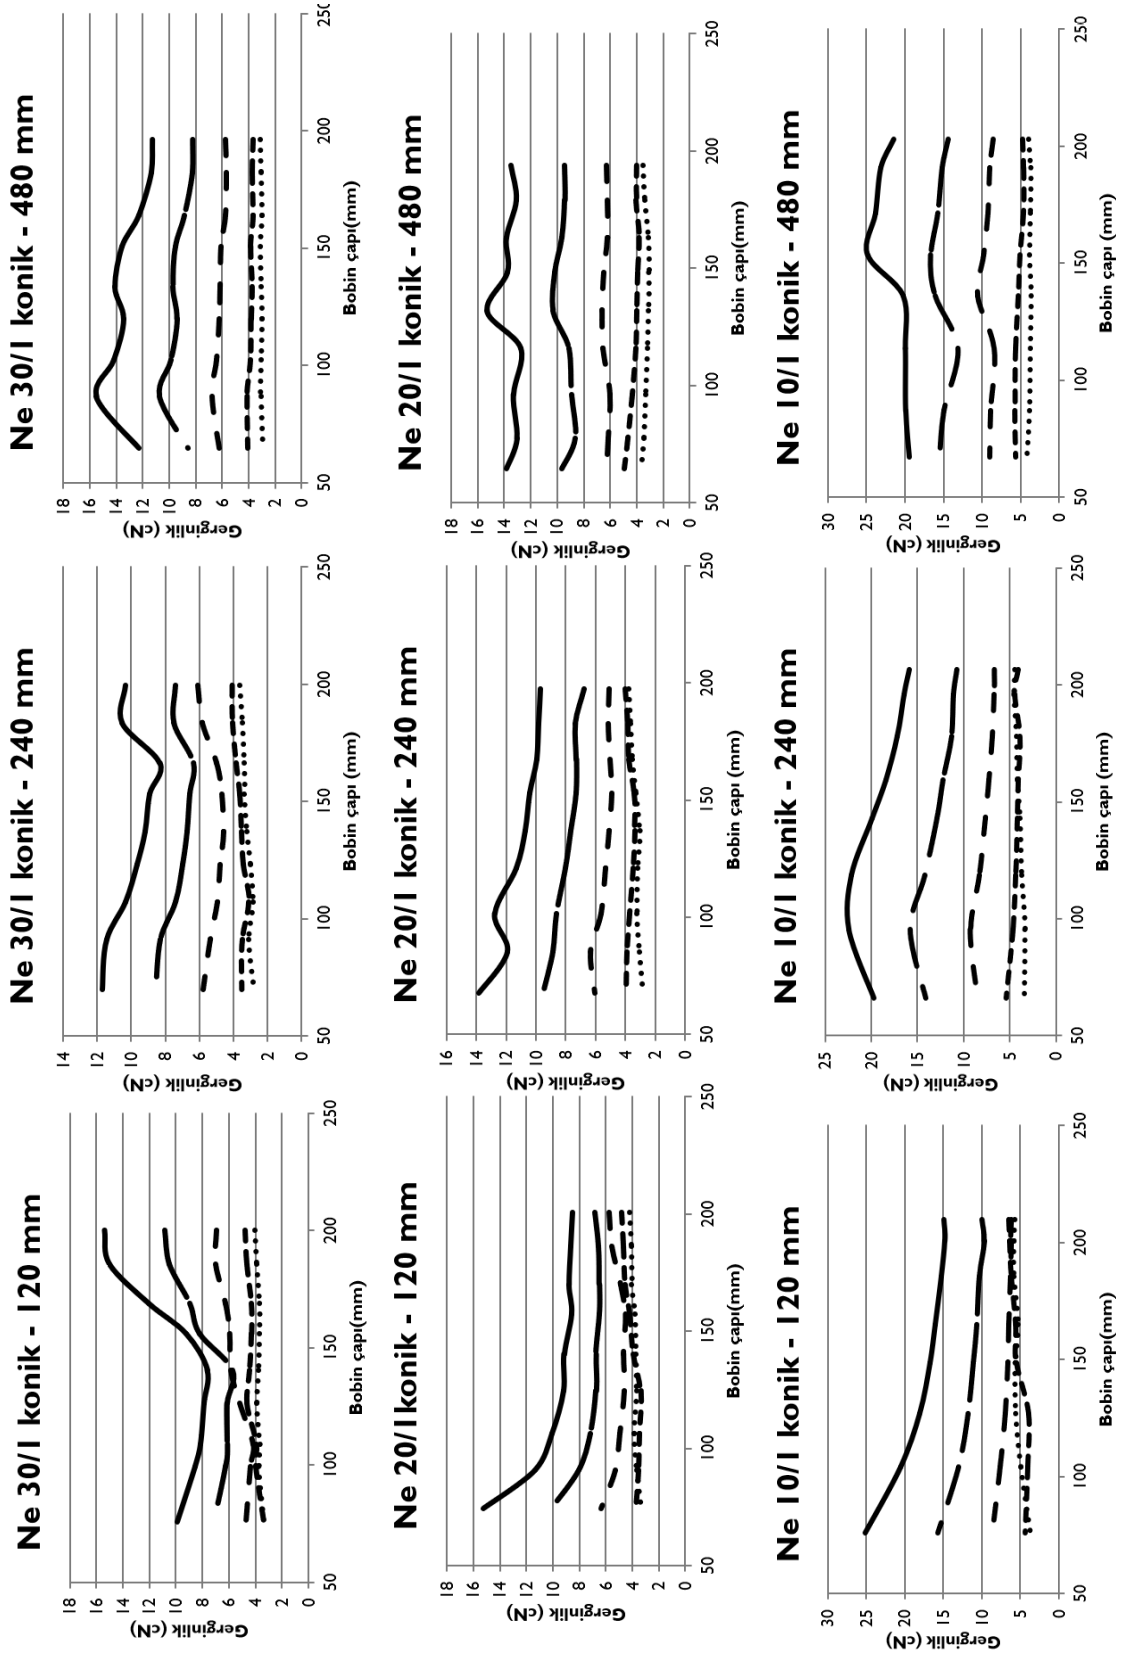 Ne 30/1 konik - 120 mm
Gerginlik (cN)
18
16
14
12
10
8
6
4
2
0
50 100 150 200 250
Bobin çapı(mm)
Ne 30/1 konik - 240 mm
Gerginlik (cN)
14
12
10
8
6
4
2
0
50 100 150 200 250
Bobin çapı (mm)
Ne 30/1 konik - 480 mm
Gerginlik (cN)
18
16
14
12
10
8
6
4
2
0
50 100 150 200 250
Bobin çapı(mm)
Ne 20/1konik - 120 mm
Gerginlik (cN)
18
16
14
12
10
8
6
4
2
0
50 100 150 200 250
Bobin çapı(mm)
Ne 20/1 konik - 240 mm
Gerginlik (cN)
16
14
12
10
8
6
4
2
0
50 100 150 200 250
Bobin çapı (mm)
Ne 20/1 konik - 480 mm
Gerginlik (cN)
18
16
14
12
10
8
6
4
2
0
50 100 150 200 250
Bobin çapı(mm)
Ne 10/1 konik - 120 mm
Gerginlik (cN)
30
25
20
15
10
5
0
50 100 150 200 250
Bobin çapı(mm)
Ne 10/1 konik - 240 mm
Gerginlik (cN)
25
20
15
10
5
0
50 100 150 200 250
Bobin çapı (mm)
Ne 10/1 konik - 480 mm
Gerginlik (cN)
30
25
20
15
10
5
0
50 100 150 200 250
Bobin çapı (mm)